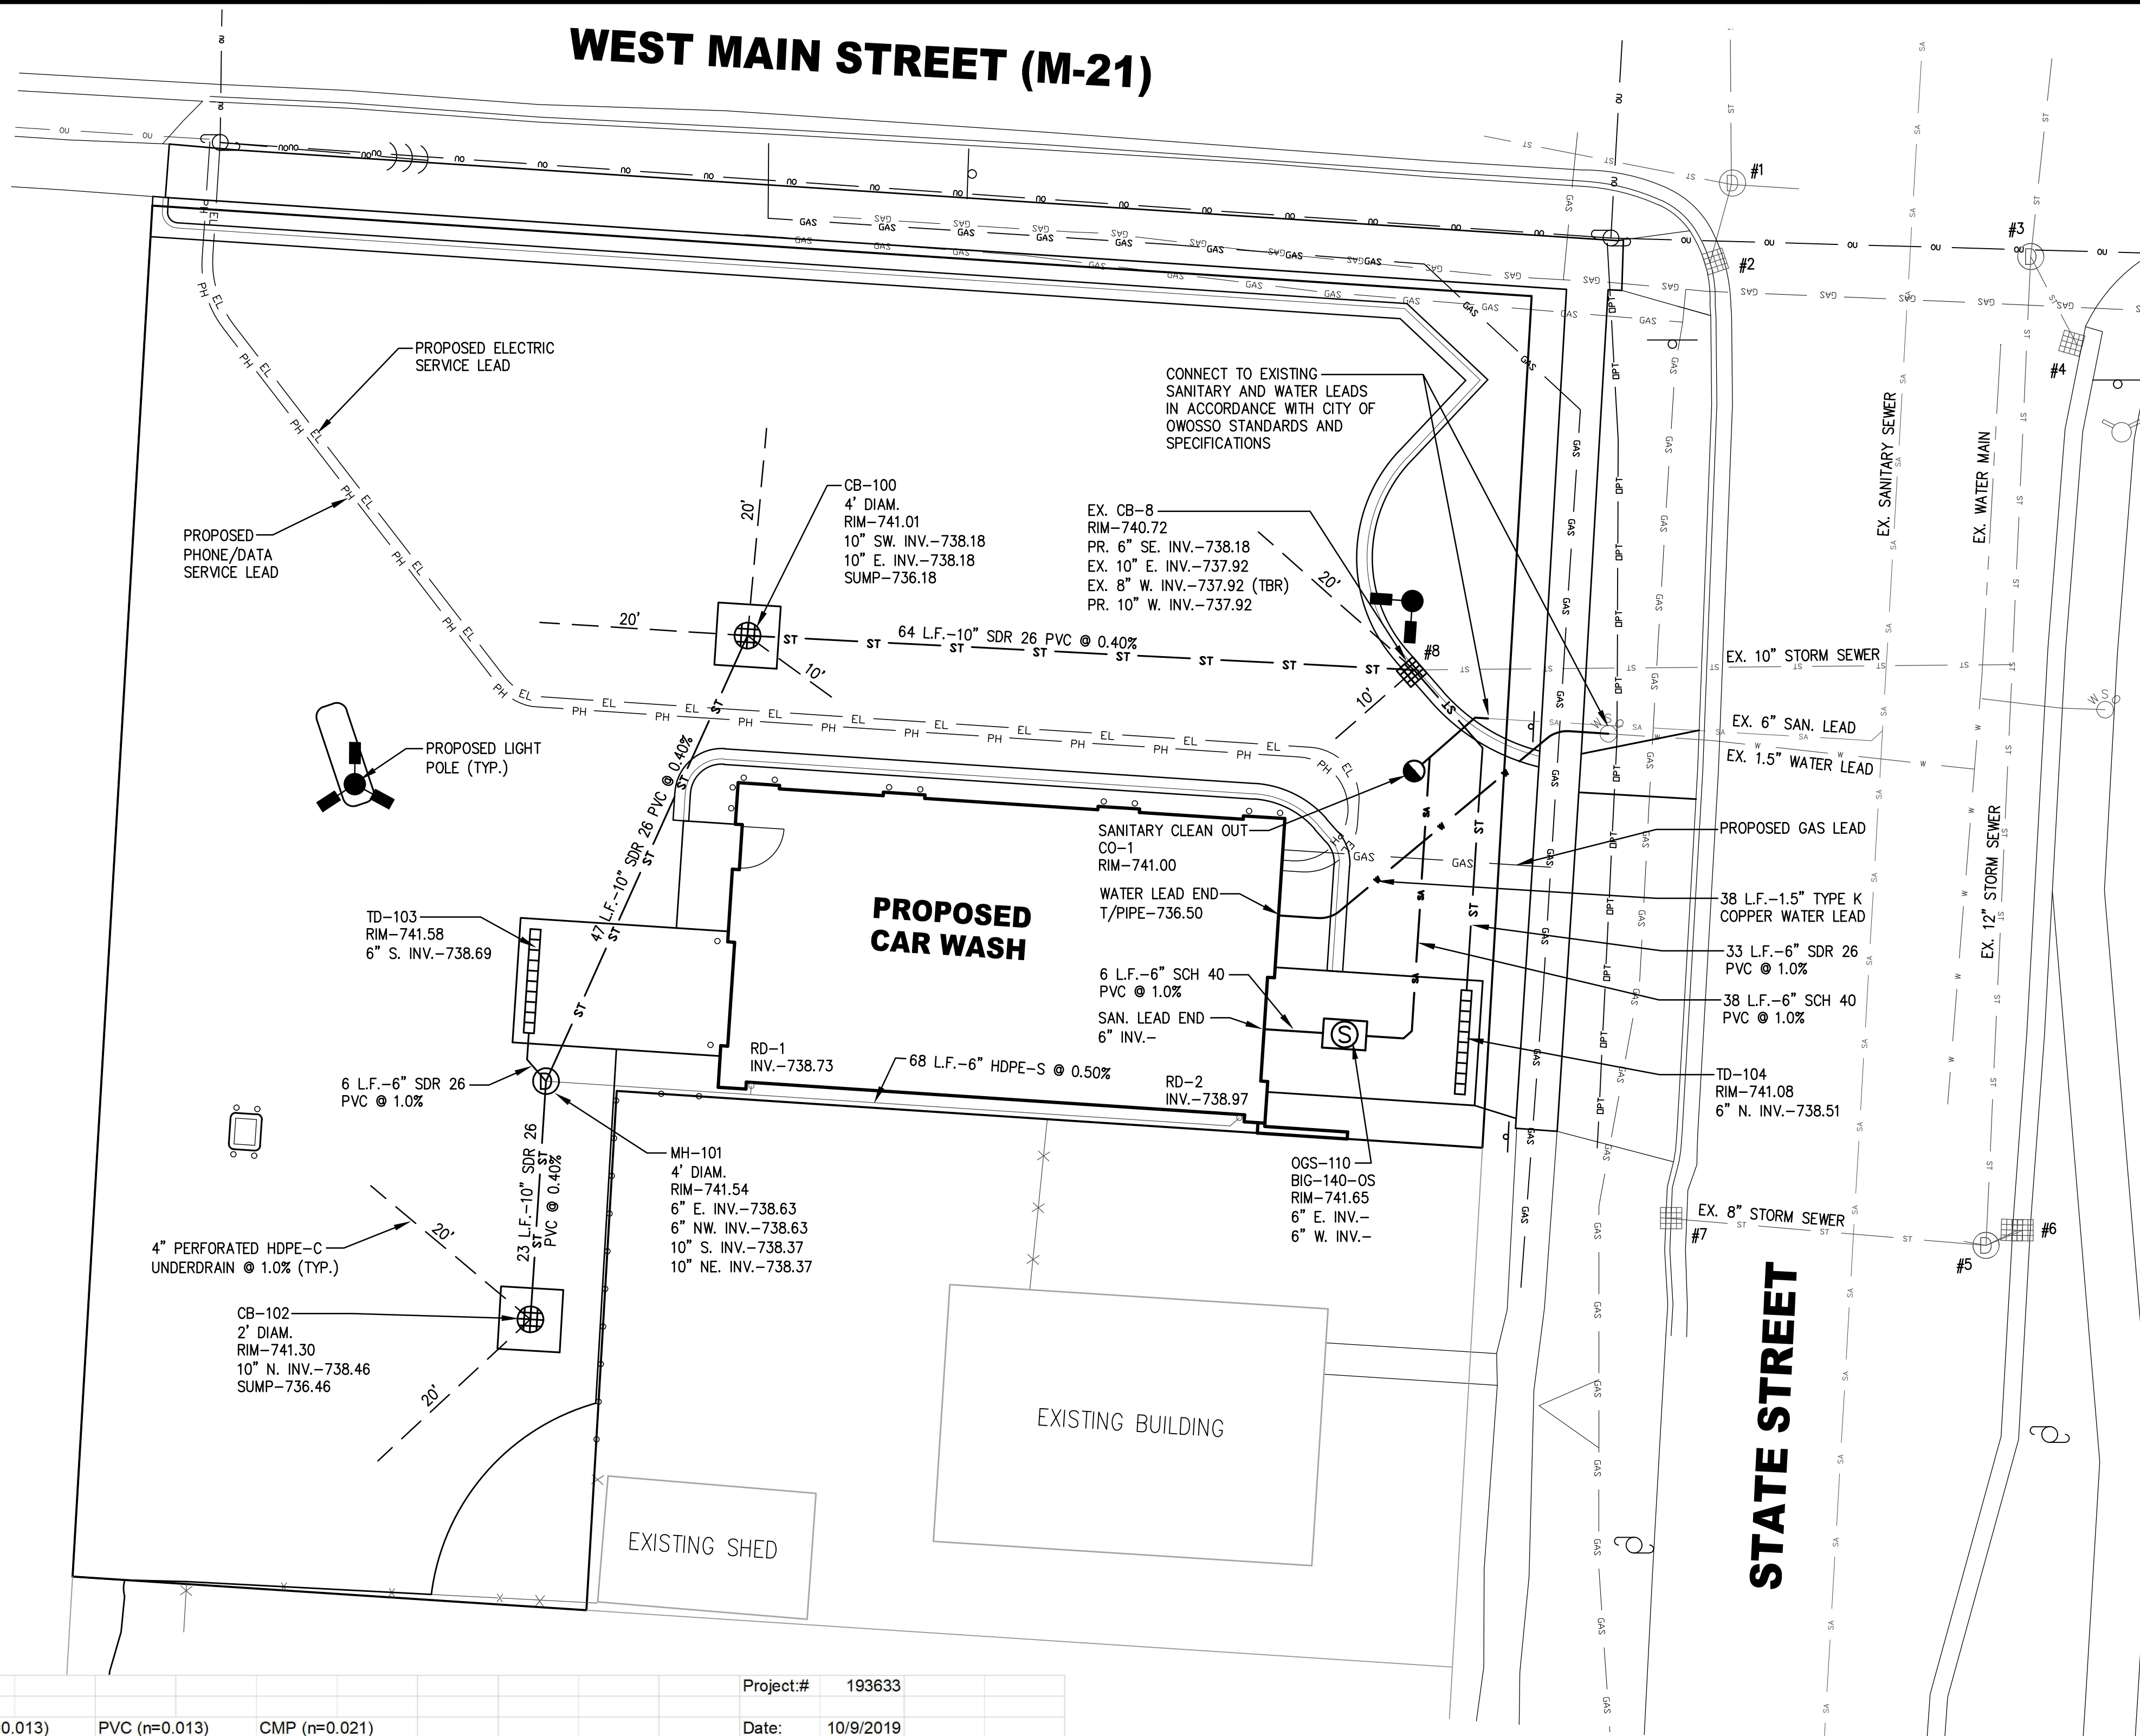 WEST MAIN STREET (M-21)
#1
#2
#3
#4
PROPOSED ELECTRIC
SERVICE LEAD
PROPOSED
PHONE/DATA
SERVICE LEAD
CONNECT TO EXISTING
SANITARY AND WATER LEADS
IN ACCORDANCE WITH CITY OF
OWOSSO STANDARDS AND
SPECIFICATIONS
CB-100
4' DIAM.
RIM-741.01
10" SW. INV.-738.18
10" E. INV.-738.18
SUMP-736.18
EX. CB-8
RIM-740.72
PR. 6" SE. INV.-738.18
EX. 10" E. INV.-737.92
EX. 8" W. INV.-737.92 (TBR)
PR. 10" W. INV.-737.92
EX. SANITARY SEWER
EX. WATER MAIN
20'
20'
10'
64 L.F.-10" SDR 26 PVC @ 0.40%
20'
10'
#8
EX. 10" STORM SEWER
EX. 6" SAN. LEAD
EX. 1.5" WATER LEAD
PROPOSED LIGHT
POLE (TYP.)
47 L.F.-10" SDR 26 PVC @ 0.40%
SANITARY CLEAN OUT
CO-1
RIM-741.00
WATER LEAD END
T/PIPE-736.50
PROPOSED GAS LEAD
EX. 12" STORM SEWER
38 L.F.-1.5" TYPE K
COPPER WATER LEAD
33 L.F.-6" SDR 26
PVC @ 1.0%
38 L.F.-6" SCH 40
PVC @ 1.0%
TD-103
RIM-741.58
6" S. INV.-738.69
PROPOSED
CAR WASH
6 L.F.-6" SCH 40
PVC @ 1.0%
SAN. LEAD END
6" INV.-
S
RD-1
INV.-738.73
68 L.F.-6" HDPE-S @ 0.50%
RD-2
INV.-738.97
TD-104
RIM-741.08
6" N. INV.-738.51
6 L.F.-6" SDR 26
PVC @ 1.0%
MH-101
4' DIAM.
RIM-741.54
6" E. INV.-738.63
6" NW. INV.-738.63
10" S. INV.-738.37
10" NE. INV.-738.37
23 L.F.-10" SDR 26
PVC @ 0.40%
OGS-110
BIG-140-OS
RIM-741.65
6" E. INV.-
6" W. INV.-
EX. 8" STORM SEWER
#7
#6
#5
4" PERFORATED HDPE-C
UNDERDRAIN @ 1.0% (TYP.)
20'
CB-102
2' DIAM.
RIM-741.30
10" N. INV.-738.46
SUMP-736.46
20'
EXISTING BUILDING
EXISTING SHED
STATE STREET
Project:# 193633
0.013) PVC (n=0.013) CMP (n=0.021) Date: 10/9/2019